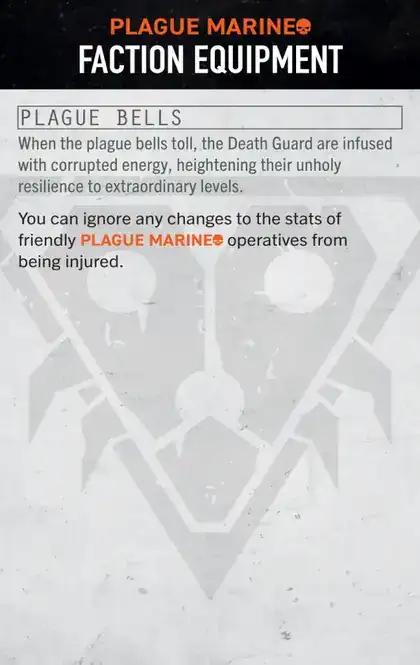 PLAGUE MARINE
FACTION EQUIPMENT
PLAGUE BELLS
When the plague bells toll, the Death Guard are infused
with corrupted energy, heightening their unholy
resilience to extraordinary levels.
You can ignore any changes to the stats of
friendly PLAGUE MARINE operatives from
being injured.